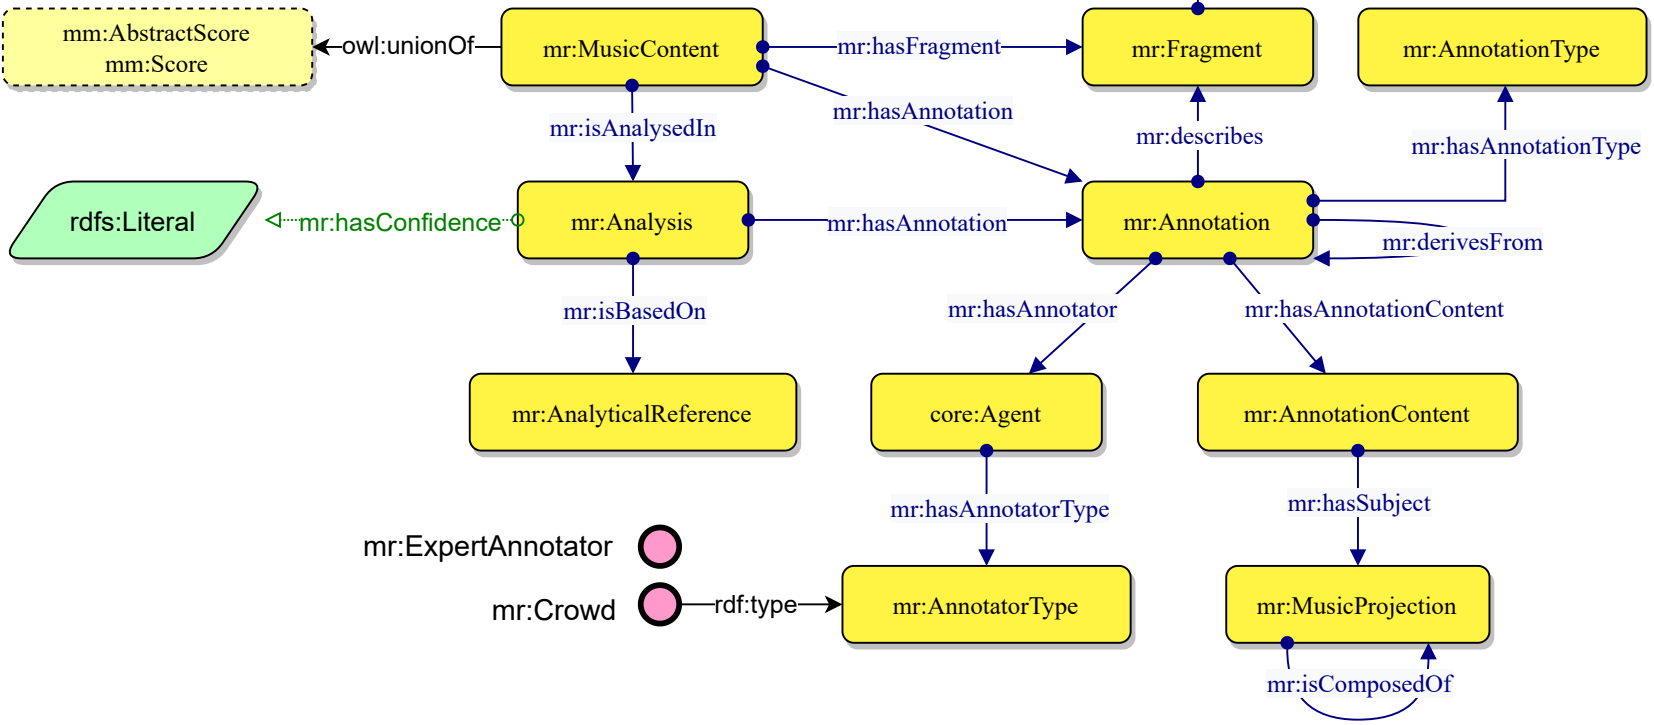 mm:AbstractScore
mm:Score
owl:unionOf
mr:MusicContent
mr:hasFragment
mr:Fragment
mr:AnnotationType
mr:hasAnnotation
mr:isAnalysedIn
mr:describes
mr:hasAnnotationType
rdfs:Literal
mr:hasConfidence
mr:Analysis
mr:hasAnnotation
mr:Annotation
mr:derivesFrom
mr:isBasedOn
mr:hasAnnotator
mr:hasAnnotationContent
mr:AnalyticalReference
core:Agent
mr:AnnotationContent
mr:hasAnnotatorType
mr:hasSubject
mr:ExpertAnnotator
mr:Crowd
rdf:type
mr:AnnotatorType
mr:MusicProjection
mr:isComposedOf